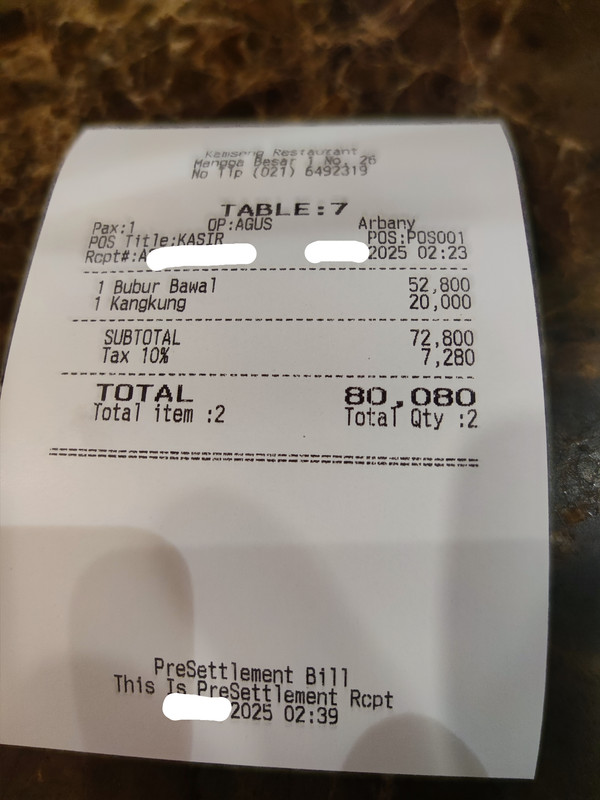 Kamseng Restaurant
Mangga Besar 1 No. 26
No Tlp (021) 6492319
TABLE:7
Pax:1 OP:AGUS Arbany
POS Title:KASIR POS:POS001
Rcpt#:A 2025 02:23
1 Bubur Bawal 52,800
1 Kangkung 20,000
SUBTOTAL 72,800
Tax 10% 7,280
TOTAL 80,080
Total item :2 Total Qty :2
PreSettlement Bill
This Is PreSettlement Rcpt
2025 02:39